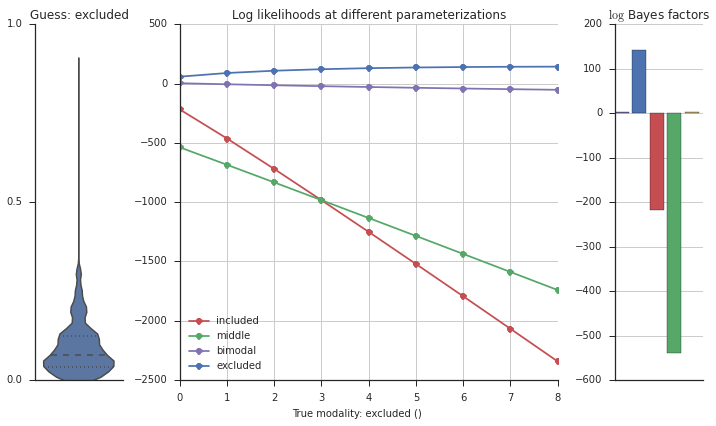 Guess: excluded
1.0
0.5
0.0
Log likelihoods at different parameterizations
500
0
−500
−1000
−1500
−2000
−2500
included
middle
bimodal
excluded
0 1 2 3 4 5 6 7 8
True modality: excluded ()
log Bayes factors
200
100
0
−100
−200
−300
−400
−500
−600